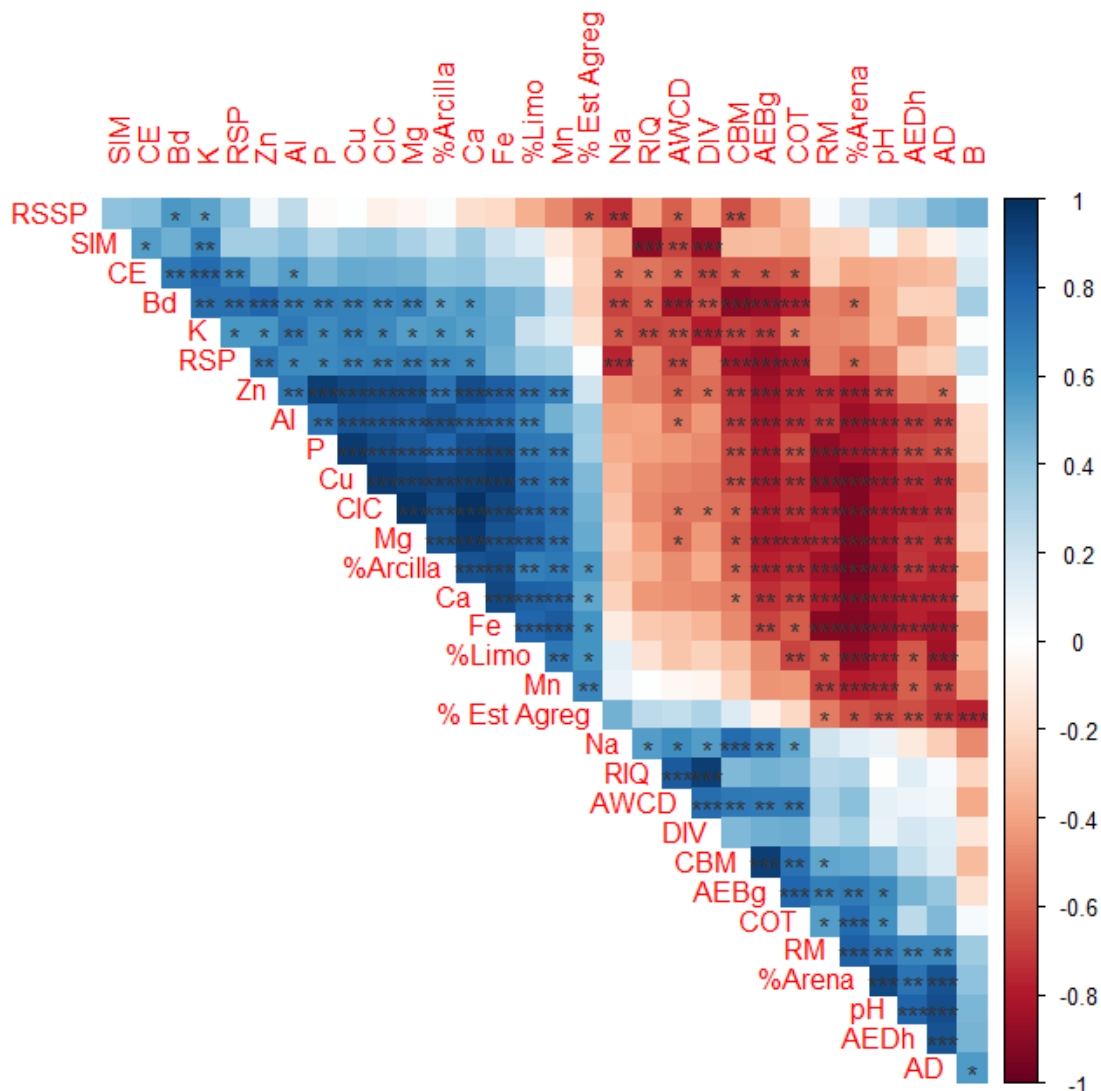 SIM
CE
Bd
K
RSP
Zn
Al
P
Cu
CIC
Mg
%Arcilla
Ca
Fe
%Limo
Mn
% Est Agreg
Na
RIQ
AWCD
DIV
CBM
AEBg
COT
RM
%Arena
pH
AEDh
AD
B
RSSP
SIM
CE
Bd
K
RSP
Zn
Al
P
Cu
CIC
Mg
%Arcilla
Ca
Fe
%Limo
Mn
% Est Agreg
Na
RIQ
AWCD
DIV
CBM
AEBg
COT
RM
%Arena
pH
AEDh
AD
1
0.8
0.6
0.4
0.2
0
-0.2
-0.4
-0.6
-0.8
-1